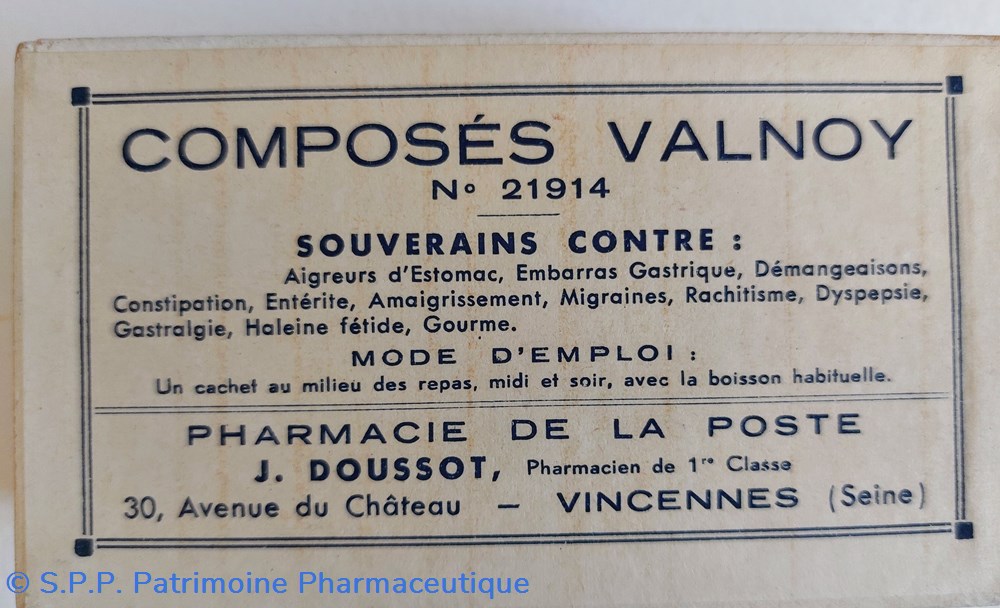 COMPOSÉS VALNOY
Nº 21914
SOUVERAINS CONTRE :
Aigreurs d'Estomac, Embarras Gastrique, Démangeaisons,
Constipation, Entérite, Amaigrissement, Migraines, Rachitisme, Dyspepsie,
Gastralgie, Haleine fétide, Gourme.
MODE D'EMPLOI :
Un cachet au milieu des repas, midi et soir, avec la boisson habituelle.
PHARMACIE DE LA POSTE
J. DOUSSOT, Pharmacien de 1re Classe
30, Avenue du Château — VINCENNES (Seine)
© S.P.P. Patrimoine Pharmaceutique